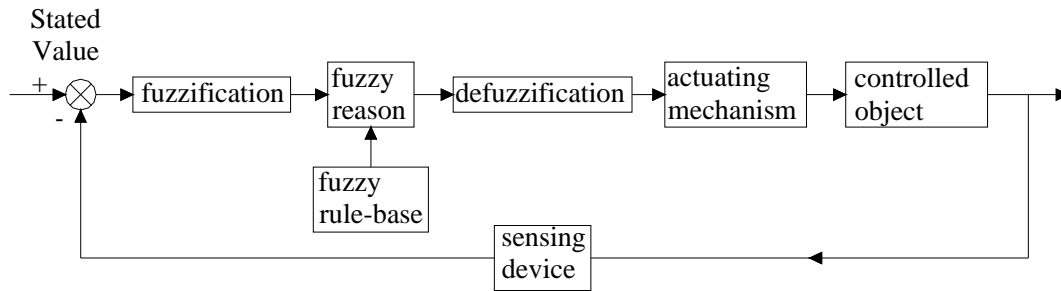 Stated
Value
+
-
fuzzification
fuzzy
reason
defuzzification
actuating
mechanism
controlled
object
fuzzy
rule-base
sensing
device